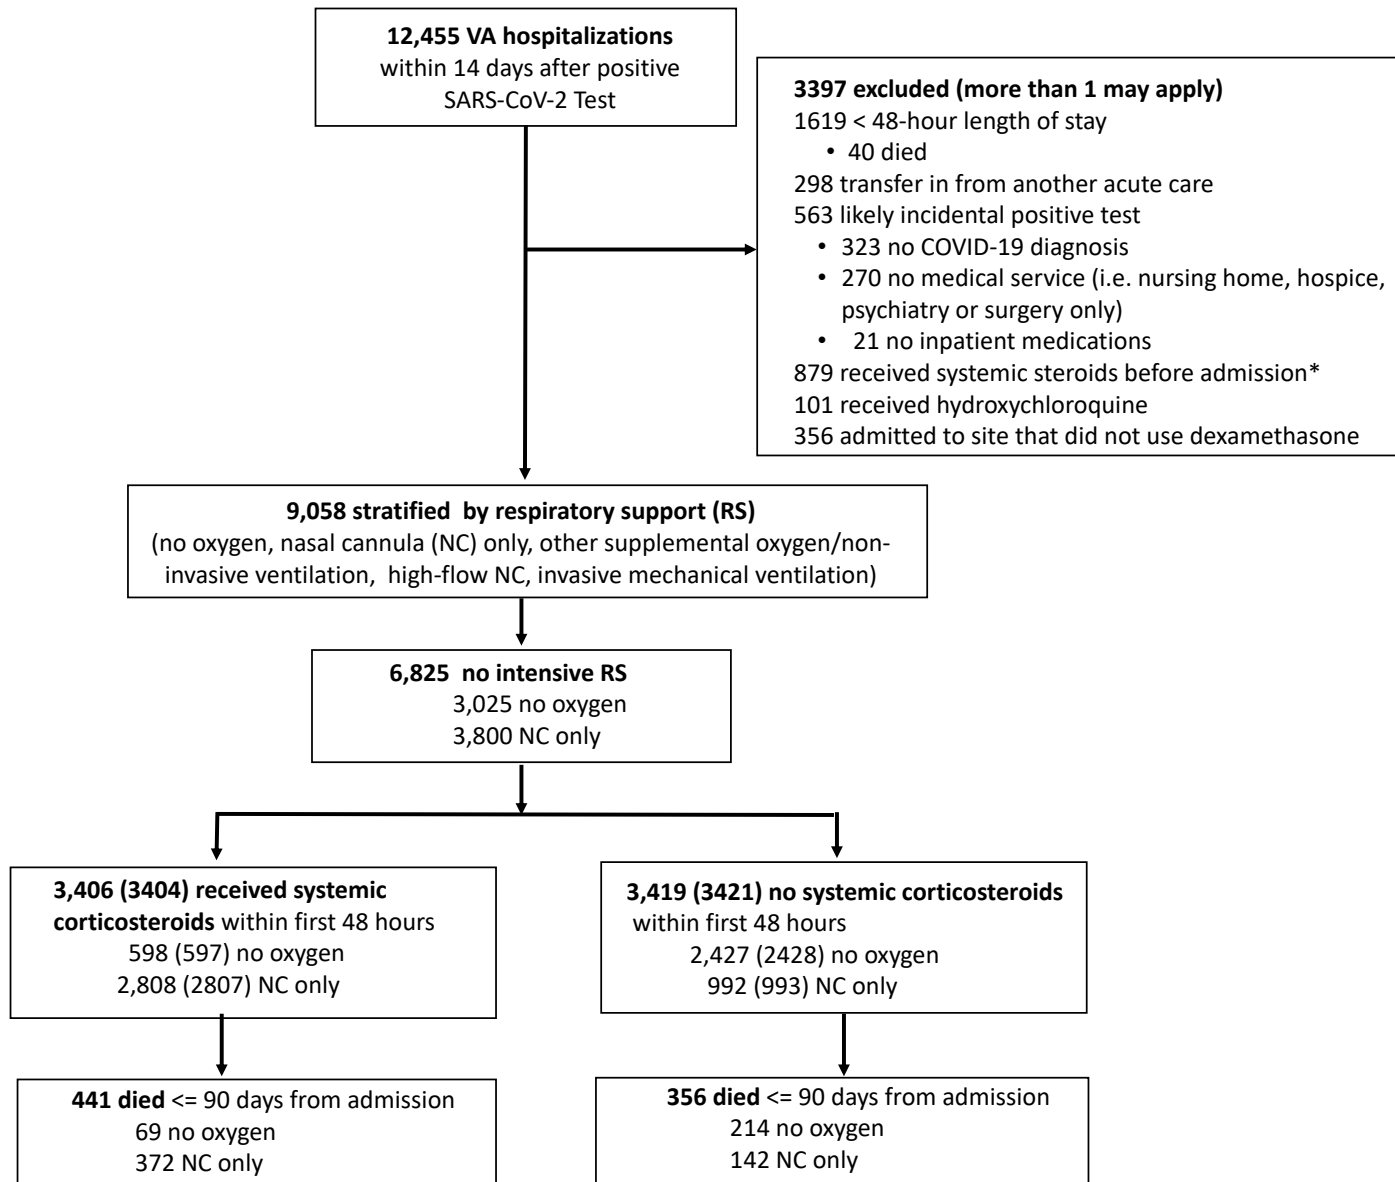 12,455 VA hospitalizations
within 14 days after positive
SARS-CoV-2 Test
3397 excluded (more than 1 may apply)
1619 < 48-hour length of stay
• 40 died
298 transfer in from another acute care
563 likely incidental positive test
• 323 no COVID-19 diagnosis
• 270 no medical service (i.e. nursing home, hospice,
psychiatry or surgery only)
• 21 no inpatient medications
879 received systemic steroids before admission*
101 received hydroxychloroquine
356 admitted to site that did not use dexamethasone
9,058 stratified by respiratory support (RS)
(no oxygen, nasal cannula (NC) only, other supplemental oxygen/non-
invasive ventilation, high-flow NC, invasive mechanical ventilation)
6,825 no intensive RS
3,025 no oxygen
3,800 NC only
3,406 (3404) received systemic
corticosteroids within first 48 hours
598 (597) no oxygen
2,808 (2807) NC only
3,419 (3421) no systemic corticosteroids
within first 48 hours
2,427 (2428) no oxygen
992 (993) NC only
441 died <= 90 days from admission
69 no oxygen
372 NC only
356 died <= 90 days from admission
214 no oxygen
142 NC only